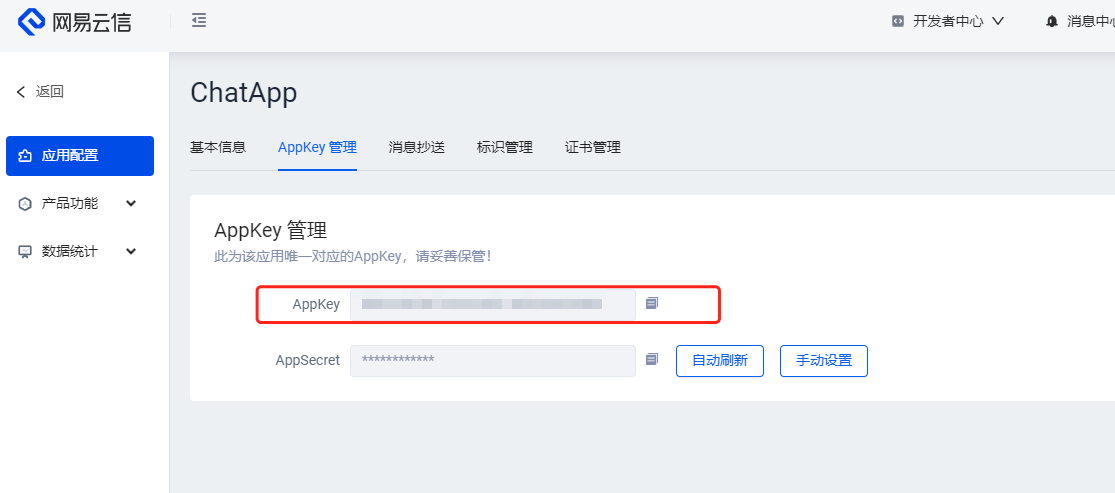 网易云信
开发者中心
消息中心
返回
ChatApp
基本信息 AppKey 管理 消息抄送 标识管理 证书管理
应用配置
产品功能
数据统计
AppKey 管理
此为该应用唯一对应的AppKey，请妥善保管！
AppKey
AppSecret ************ 自动刷新 手动设置